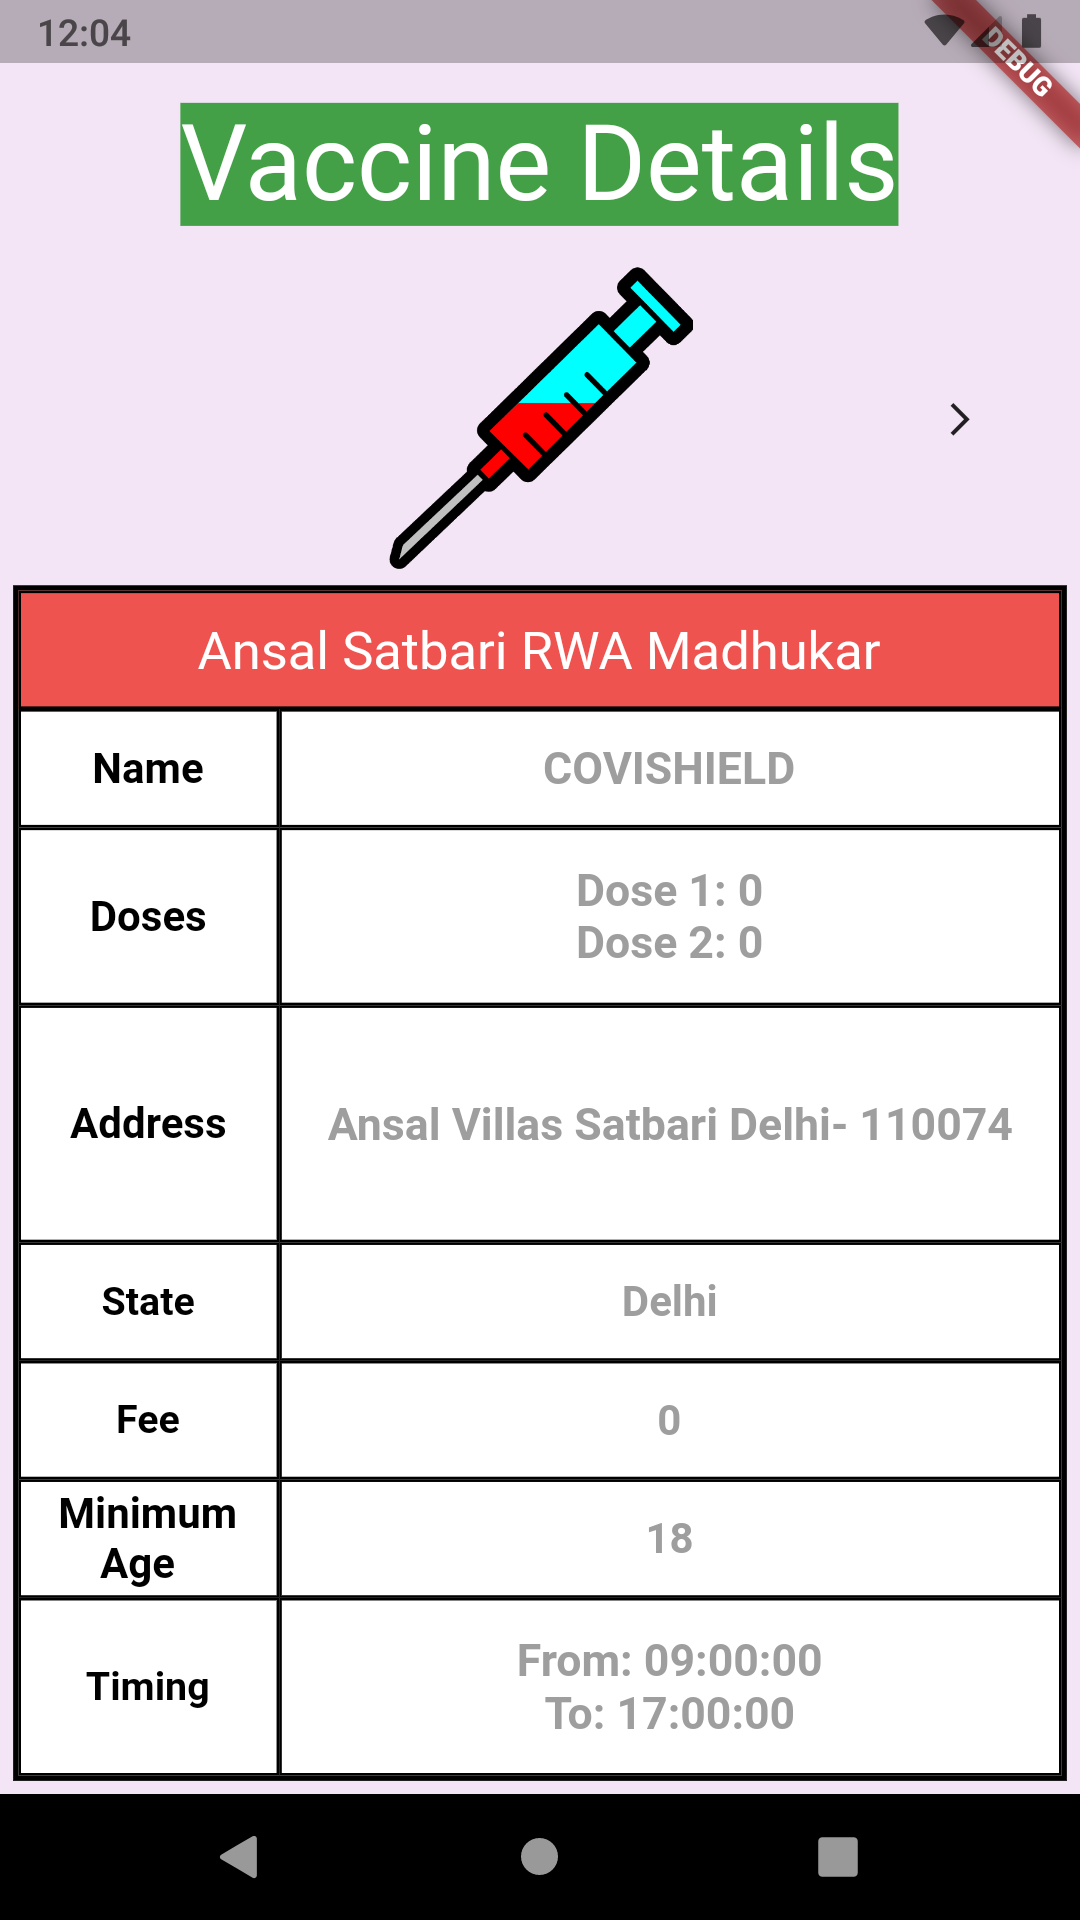 12:04
DEBUG
Vaccine Details
Ansal Satbari RWA Madhukar
Name
COVISHIELD
Doses
Dose 1: 0
Dose 2: 0
Address
Ansal Villas Satbari Delhi- 110074
State
Delhi
Fee
0
Minimum
Age
18
Timing
From: 09:00:00
To: 17:00:00